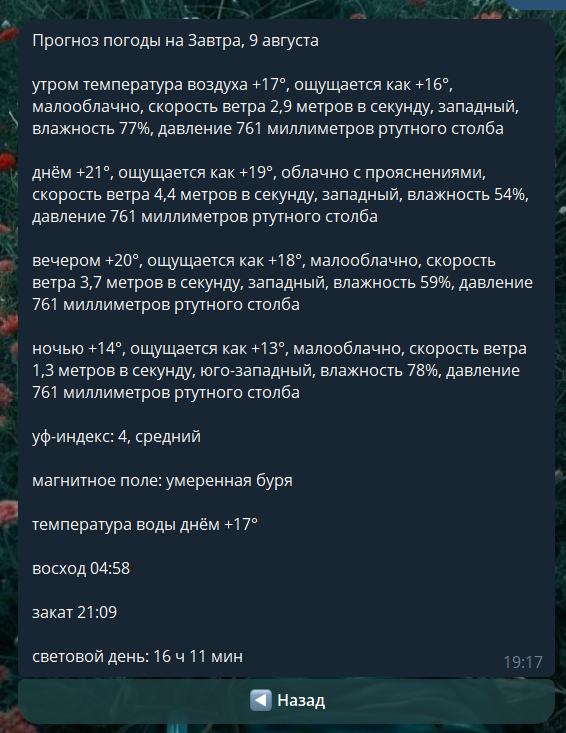 Прогноз погоды на Завтра, 9 августа
утром температура воздуха +17°, ощущается как +16°,
малооблачно, скорость ветра 2,9 метров в секунду, западный,
влажность 77%, давление 761 миллиметров ртутного столба
днём +21°, ощущается как +19°, облачно с прояснениями,
скорость ветра 4,4 метров в секунду, западный, влажность 54%,
давление 761 миллиметров ртутного столба
вечером +20°, ощущается как +18°, малооблачно, скорость
ветра 3,7 метров в секунду, западный, влажность 59%, давление
761 миллиметров ртутного столба
ночью +14°, ощущается как +13°, малооблачно, скорость ветра
1,3 метров в секунду, юго-западный, влажность 78%, давление
761 миллиметров ртутного столба
уф-индекс: 4, средний
магнитное поле: умеренная буря
температура воды днём +17°
восход 04:58
закат 21:09
световой день: 16 ч 11 мин
19:17
Назад